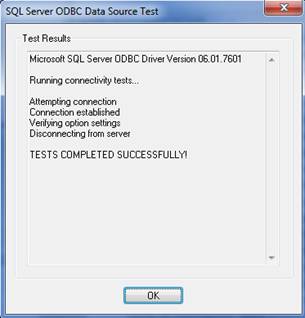 SQL Server ODBC Data Source Test
Test Results
Microsoft SQL Server ODBC Driver Version 06.01.7601
Running connectivity tests...
Attempting connection
Connection established
Verifying option settings
Disconnecting from server
TESTS COMPLETED SUCCESSFULLY!
OK